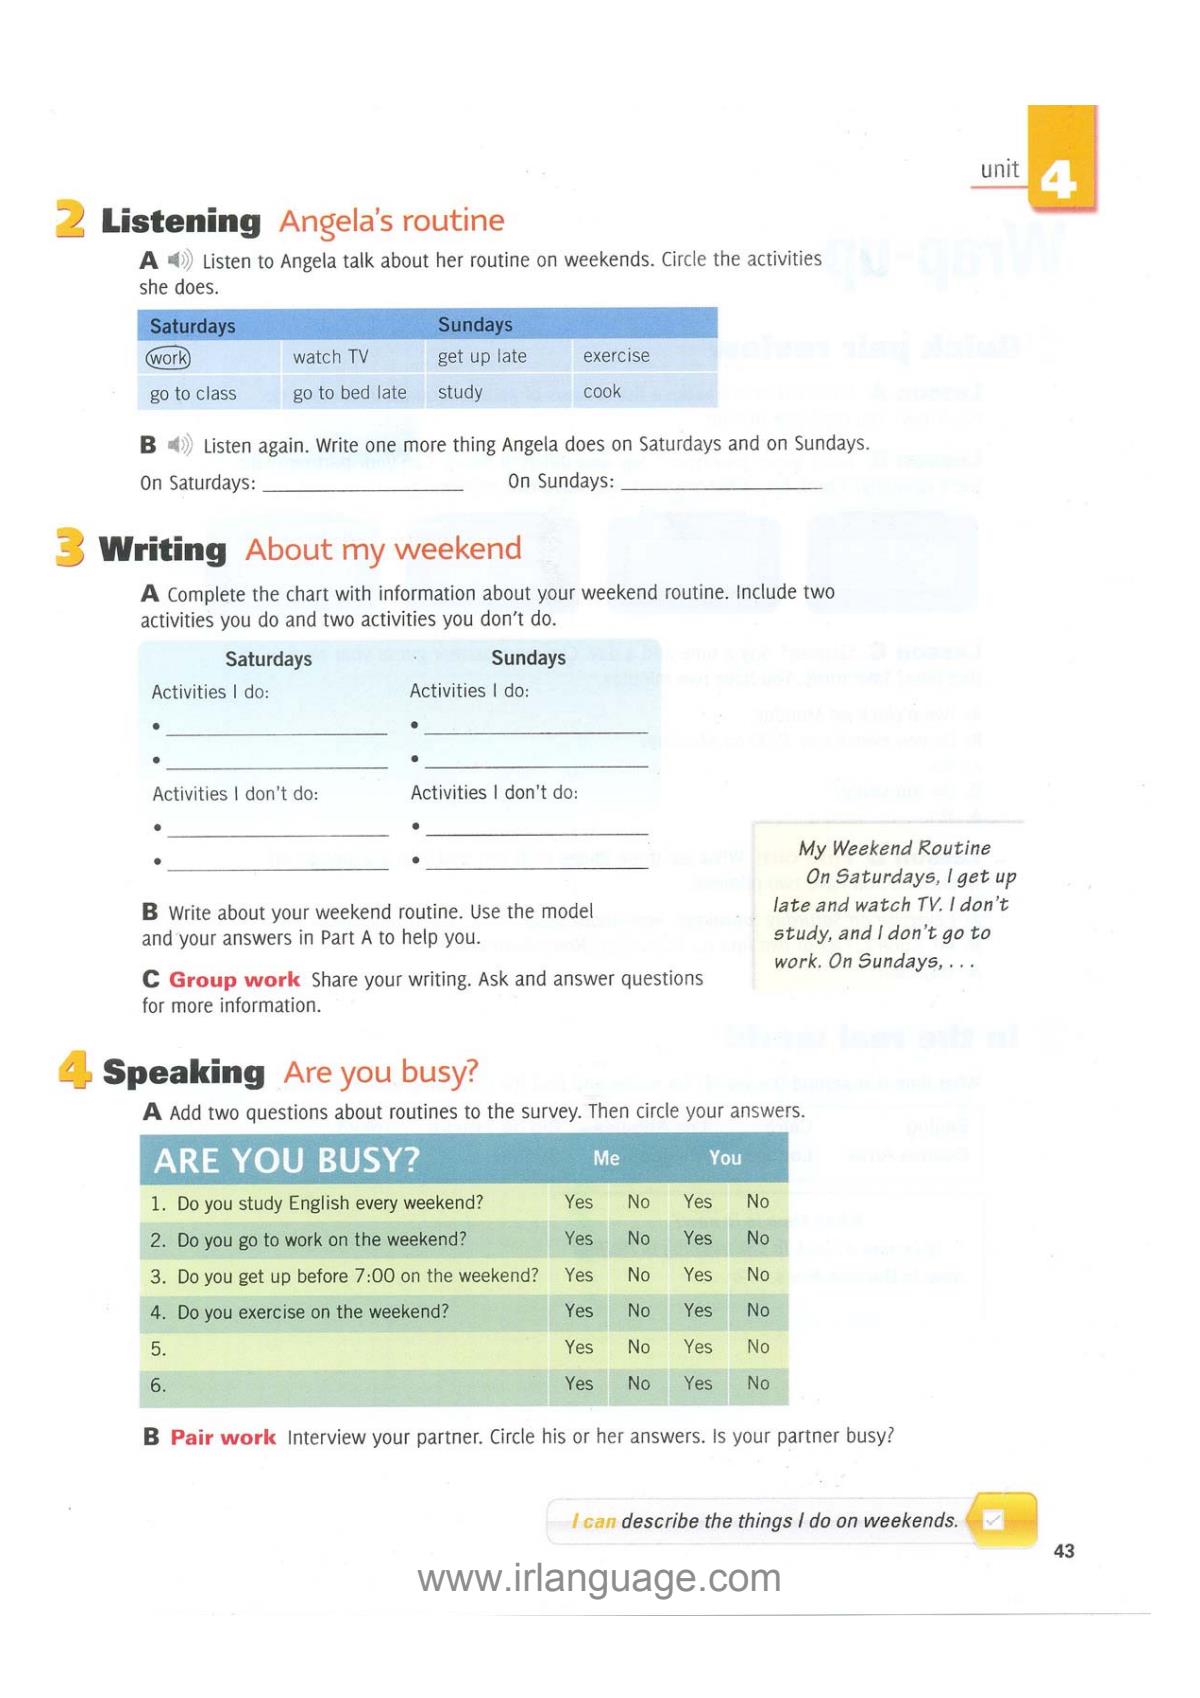 unit 4
2 Listening Angela's routine
A Listen to Angela talk about her routine on weekends. Circle the activities
she does.
Saturdays Sundays
work watch TV get up late exercise
go to class go to bed late study cook
B Listen again. Write one more thing Angela does on Saturdays and on Sundays.
On Saturdays: On Sundays:
3 Writing About my weekend
A Complete the chart with information about your weekend routine. Include two
activities you do and two activities you don't do.
Saturdays Sundays
Activities I do: Activities I do:
• •
• •
Activities I don't do: Activities I don't do:
• •
• •
B Write about your weekend routine. Use the model
and your answers in Part A to help you.
C Group work Share your writing. Ask and answer questions
for more information.
My Weekend Routine
On Saturdays, I get up
late and watch TV. I don't
study, and I don't go to
work. On Sundays, . . .
4 Speaking Are you busy?
A Add two questions about routines to the survey. Then circle your answers.
ARE YOU BUSY? Me You
1. Do you study English every weekend? Yes No Yes No
2. Do you go to work on the weekend? Yes No Yes No
3. Do you get up before 7:00 on the weekend? Yes No Yes No
4. Do you exercise on the weekend? Yes No Yes No
5. Yes No Yes No
6. Yes No Yes No
B Pair work Interview your partner. Circle his or her answers. Is your partner busy?
I can describe the things I do on weekends.
43
www.irlanguage.com